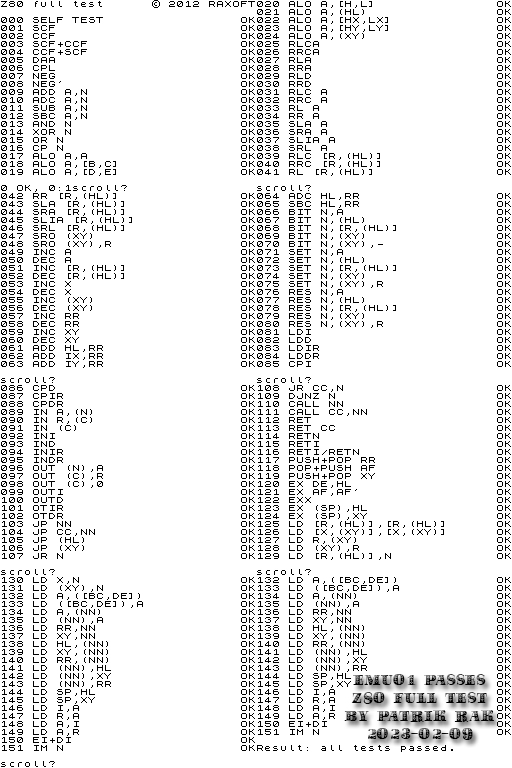 Z80 full test © 2012 RAXOFT
000 SELF TEST OK
001 SCF OK
002 CCF OK
003 SCF+CCF OK
004 CCF+SCF OK
005 DAA OK
006 CPL OK
007 NEG OK
008 NEG' OK
009 ADD A,N OK
010 ADC A,N OK
011 SUB A,N OK
012 SBC A,N OK
013 AND N OK
014 XOR N OK
015 OR N OK
016 CP N OK
017 ALO A,A OK
018 ALO A,[B,C] OK
019 ALO A,[D,E] OK
0 OK, 0:1scroll?
020 ALO A,[H,L] OK
021 ALO A,(HL) OK
022 ALO A,[HX,LX] OK
023 ALO A,[HY,LY] OK
024 ALO A,(XY) OK
025 RLCA OK
026 RRCA OK
027 RLA OK
028 RRA OK
029 RLD OK
030 RRD OK
031 RLC A OK
032 RRC A OK
033 RL A OK
034 RR A OK
035 SLA A OK
036 SRA A OK
037 SLIA A OK
038 SRL A OK
039 RLC [R,(HL)] OK
040 RRC [R,(HL)] OK
041 RL [R,(HL)] OK
scroll?
042 RR [R,(HL)] OK
043 SLA [R,(HL)] OK
044 SRA [R,(HL)] OK
045 SLIA [R,(HL)] OK
046 SRL [R,(HL)] OK
047 SRO (XY) OK
048 SRO (XY),R OK
049 INC A OK
050 DEC A OK
051 INC [R,(HL)] OK
052 DEC [R,(HL)] OK
053 INC X OK
054 DEC X OK
055 INC (XY) OK
056 DEC (XY) OK
057 INC RR OK
058 DEC RR OK
059 INC XY OK
060 DEC XY OK
061 ADD HL,RR OK
062 ADD IX,RR OK
063 ADD IY,RR OK
scroll?
064 ADC HL,RR OK
065 SBC HL,RR OK
066 BIT N,A OK
067 BIT N,(HL) OK
068 BIT N,[R,(HL)] OK
069 BIT N,(XY) OK
070 BIT N,(XY),- OK
071 SET N,A OK
072 SET N,(HL) OK
073 SET N,[R,(HL)] OK
074 SET N,(XY) OK
075 SET N,(XY),R OK
076 RES N,A OK
077 RES N,(HL) OK
078 RES N,[R,(HL)] OK
079 RES N,(XY) OK
080 RES N,(XY),R OK
081 LDI OK
082 LDD OK
083 LDIR OK
084 LDDR OK
085 CPI OK
scroll?
086 CPD OK
087 CPIR OK
088 CPDR OK
089 IN A,(N) OK
090 IN R,(C) OK
091 IN (C) OK
092 INI OK
093 IND OK
094 INIR OK
095 INDR OK
096 OUT (N),A OK
097 OUT (C),R OK
098 OUT (C),0 OK
099 OUTI OK
100 OUTD OK
101 OTIR OK
102 OTDR OK
103 JP NN OK
104 JP CC,NN OK
105 JP (HL) OK
106 JP (XY) OK
107 JR N OK
scroll?
108 JR CC,N OK
109 DJNZ N OK
110 CALL NN OK
111 CALL CC,NN OK
112 RET OK
113 RET CC OK
114 RETN OK
115 RETI OK
116 RETI/RETN OK
117 PUSH+POP RR OK
118 POP+PUSH AF OK
119 PUSH+POP XY OK
120 EX DE,HL OK
121 EX AF,AF' OK
122 EXX OK
123 EX (SP),HL OK
124 EX (SP),XY OK
125 LD [R,(HL)],[R,(HL)] OK
126 LD [X,(XY)],[X,(XY)] OK
127 LD R,(XY) OK
128 LD (XY),R OK
129 LD [R,(HL)],N OK
scroll?
130 LD X,N OK
131 LD (XY),N OK
132 LD A,([BC,DE]) OK
133 LD ([BC,DE]),A OK
134 LD A,(NN) OK
135 LD (NN),A OK
136 LD RR,NN OK
137 LD XY,NN OK
138 LD HL,(NN) OK
139 LD XY,(NN) OK
140 LD RR,(NN) OK
141 LD (NN),HL OK
142 LD (NN),XY OK
143 LD (NN),RR OK
144 LD SP,HL OK
145 LD SP,XY OK
146 LD I,A OK
147 LD R,A OK
148 LD A,I OK
149 LD A,R OK
150 EI+DI OK
151 IM N OK
scroll?
132 LD A,([BC,DE]) OK
133 LD ([BC,DE]),A OK
134 LD A,(NN) OK
135 LD (NN),A OK
136 LD RR,NN OK
137 LD XY,NN OK
138 LD HL,(NN) OK
139 LD XY,(NN) OK
140 LD RR,(NN) OK
141 LD (NN),HL OK
142 LD (NN),XY OK
143 LD (NN),RR OK
144 LD SP,HL
145 LD SP,XY
146 LD I,A
147 LD R,A
148 LD A,I
149 LD A,R
150 EI+DI
151 IM N OK
Result: all tests passed.
EMU01 PASSES
Z80 FULL TEST
BY PATRIK RAK
2023-02-09